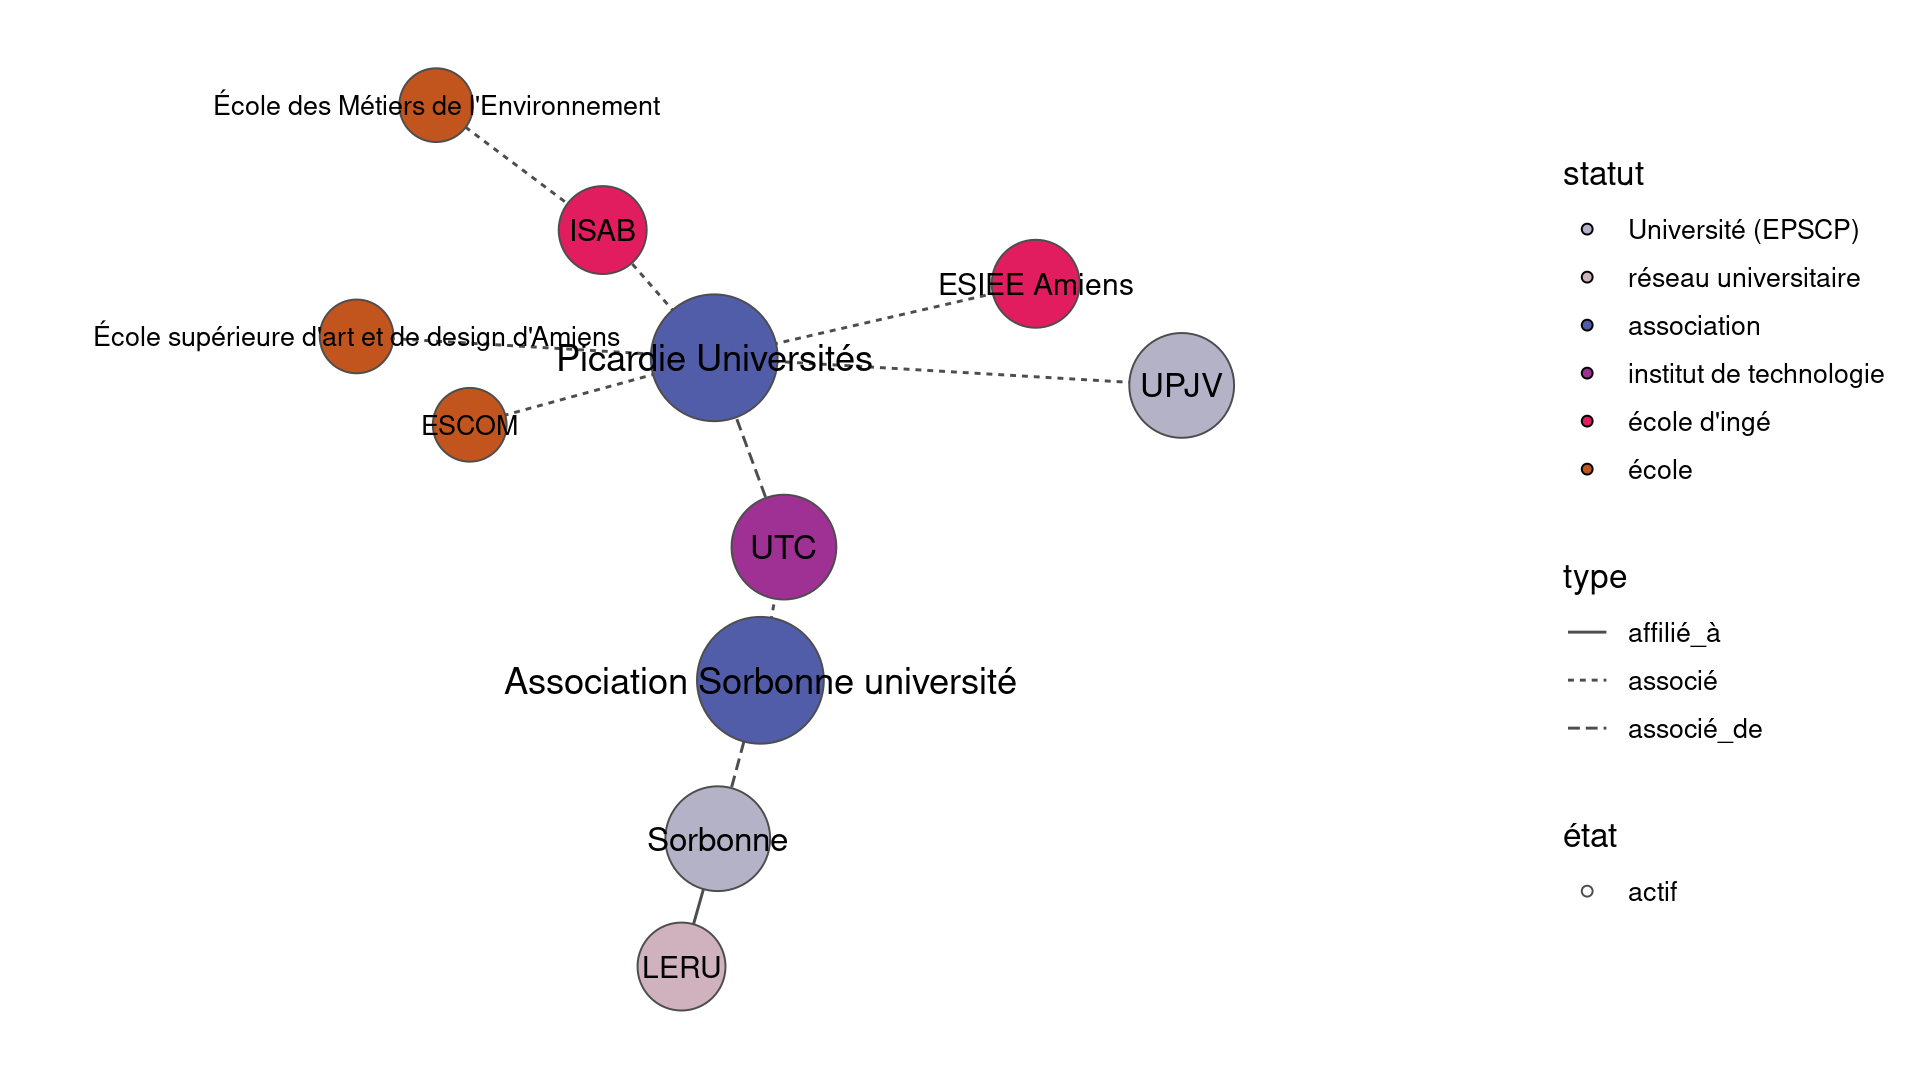 École des Métiers de l'Environnement
ISAB
ESIEE Amiens
École supérieure d'art et de design d'Amiens
Picardie Universités
UPJV
ESCOM
UTC
Association Sorbonne université
Sorbonne
LERU
statut
Université (EPSCP)
réseau universitaire
association
institut de technologie
école d'ingé
école
type
affilié_à
associé
associé_de
état
actif